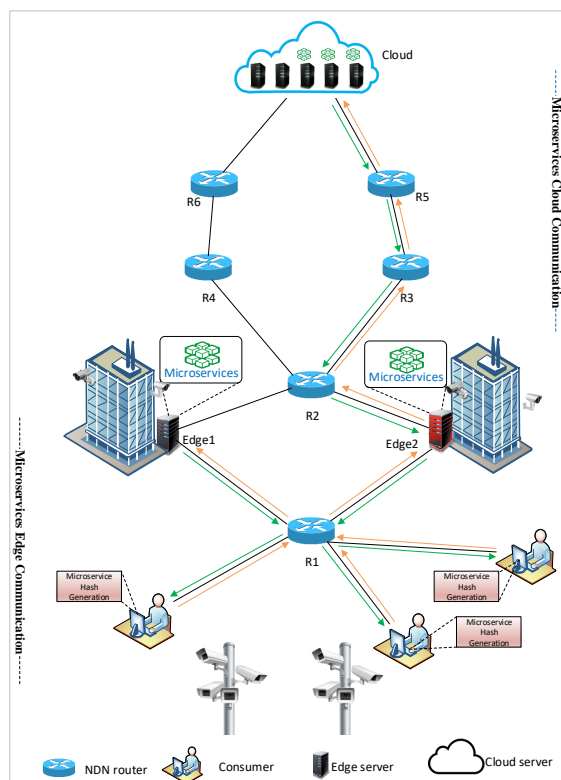 Cloud
R6
R5
R4
R3
Microservices Cloud Communication
Microservices
Microservices
R2
Edge1
Edge2
Microservices Edge Communication
R1
Microservice
Hash
Generation
Microservice
Hash
Generation
Microservice
Hash
Generation
NDN router
Consumer
Edge server
Cloud server